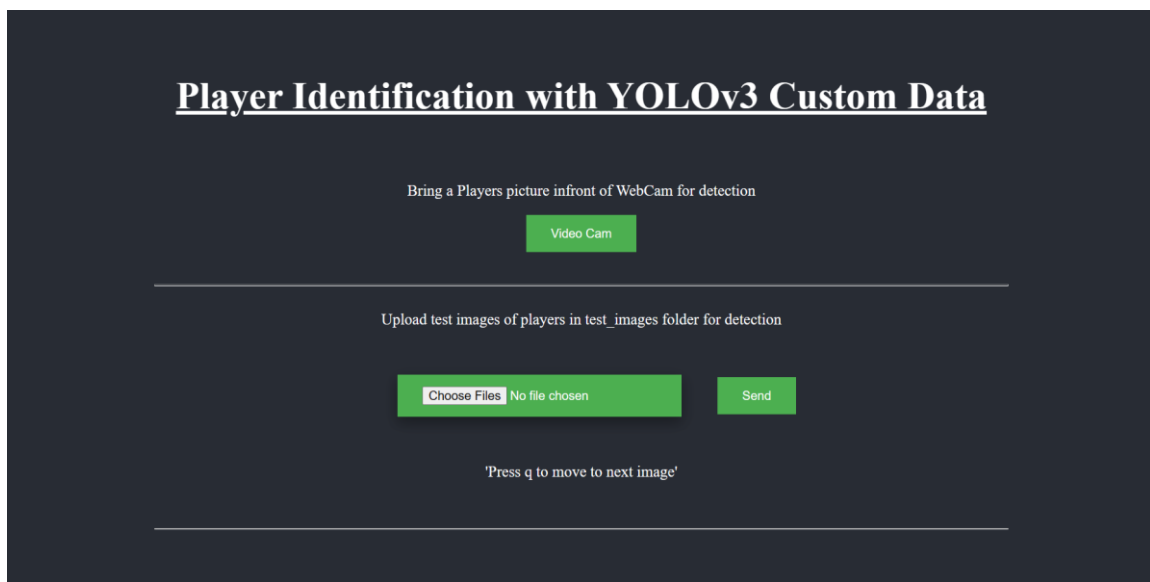 Player Identification with YOLOv3 Custom Data
Bring a Players picture infront of WebCam for detection
Video Cam
Upload test images of players in test_images folder for detection
Choose Files No file chosen
Send
'Press q to move to next image'